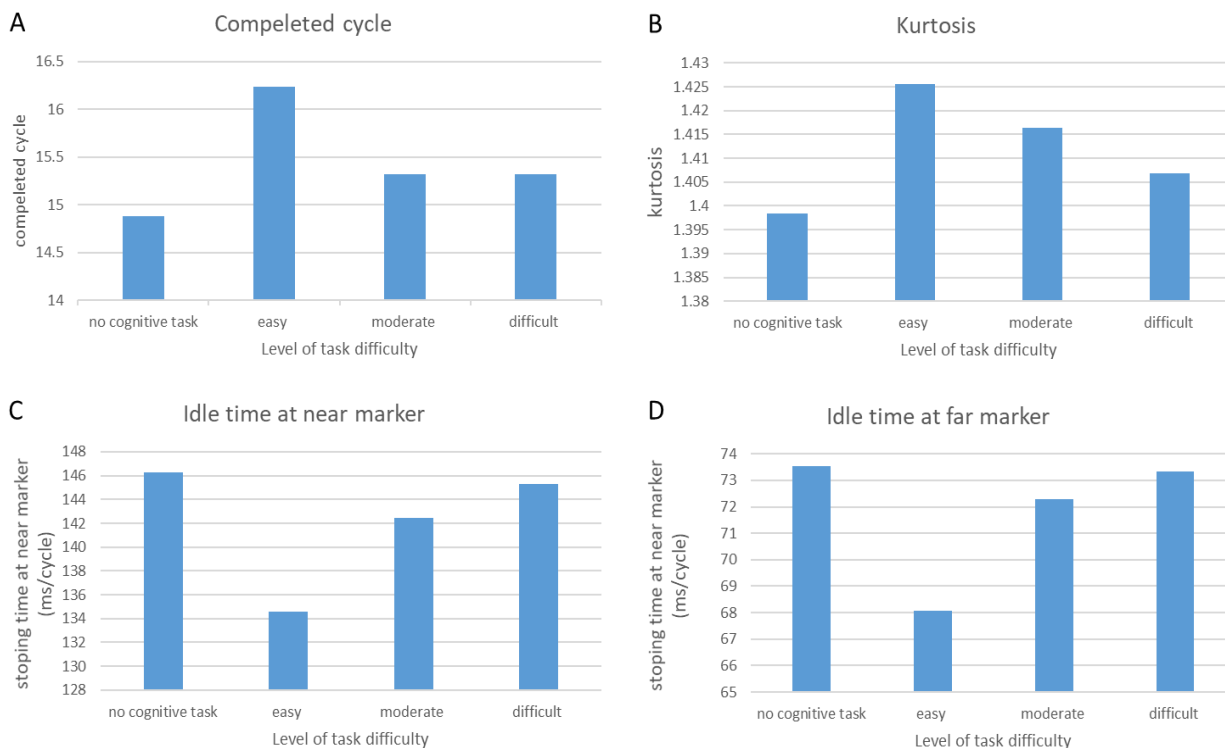 A
Compeleted cycle
compeleted cycle
16.5
16
15.5
15
14.5
14
no cognitive task
easy
moderate
difficult
Level of task difficulty
B
Kurtosis
kurtosis
1.43
1.425
1.42
1.415
1.41
1.405
1.4
1.395
1.39
1.385
1.38
no cognitive task
easy
moderate
difficult
Level of task difficulty
C
Idle time at near marker
stoping time at near marker
(ms/cycle)
148
146
144
142
140
138
136
134
132
130
128
no cognitive task
easy
moderate
difficult
Level of task difficulty
D
Idle time at far marker
stoping time at near marker
(ms/cycle)
74
73
72
71
70
69
68
67
66
65
no cognitive task
easy
moderate
difficult
Level of task difficulty